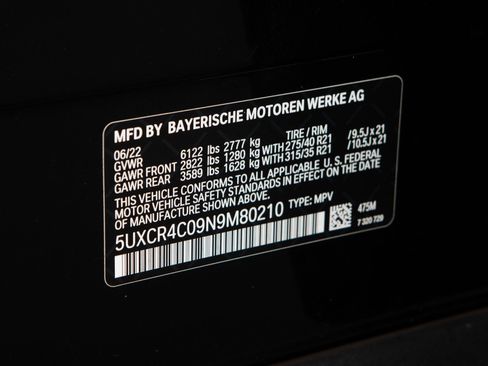 MFD BY BAYERISCHE MOTOREN WERKE AG
06/22 TIRE / RIM
GVWR 6122 lbs 2777 kg
GAWR FRONT 2822 lbs 1280 kg WITH 275/40 R21 /9.5J x 21
GAWR REAR 3589 lbs 1628 kg WITH 315/35 R21 /10.5J x 21
THIS VEHICLE CONFORMS TO ALL APPLICABLE U. S. FEDERAL
MOTOR VEHICLE SAFETY STANDARDS IN EFFECT ON THE
DATE OF MANUFACTURE SHOWN ABOVE.
5UXCR4C09N9M80210 TYPE: MPV
475M
7 320 729